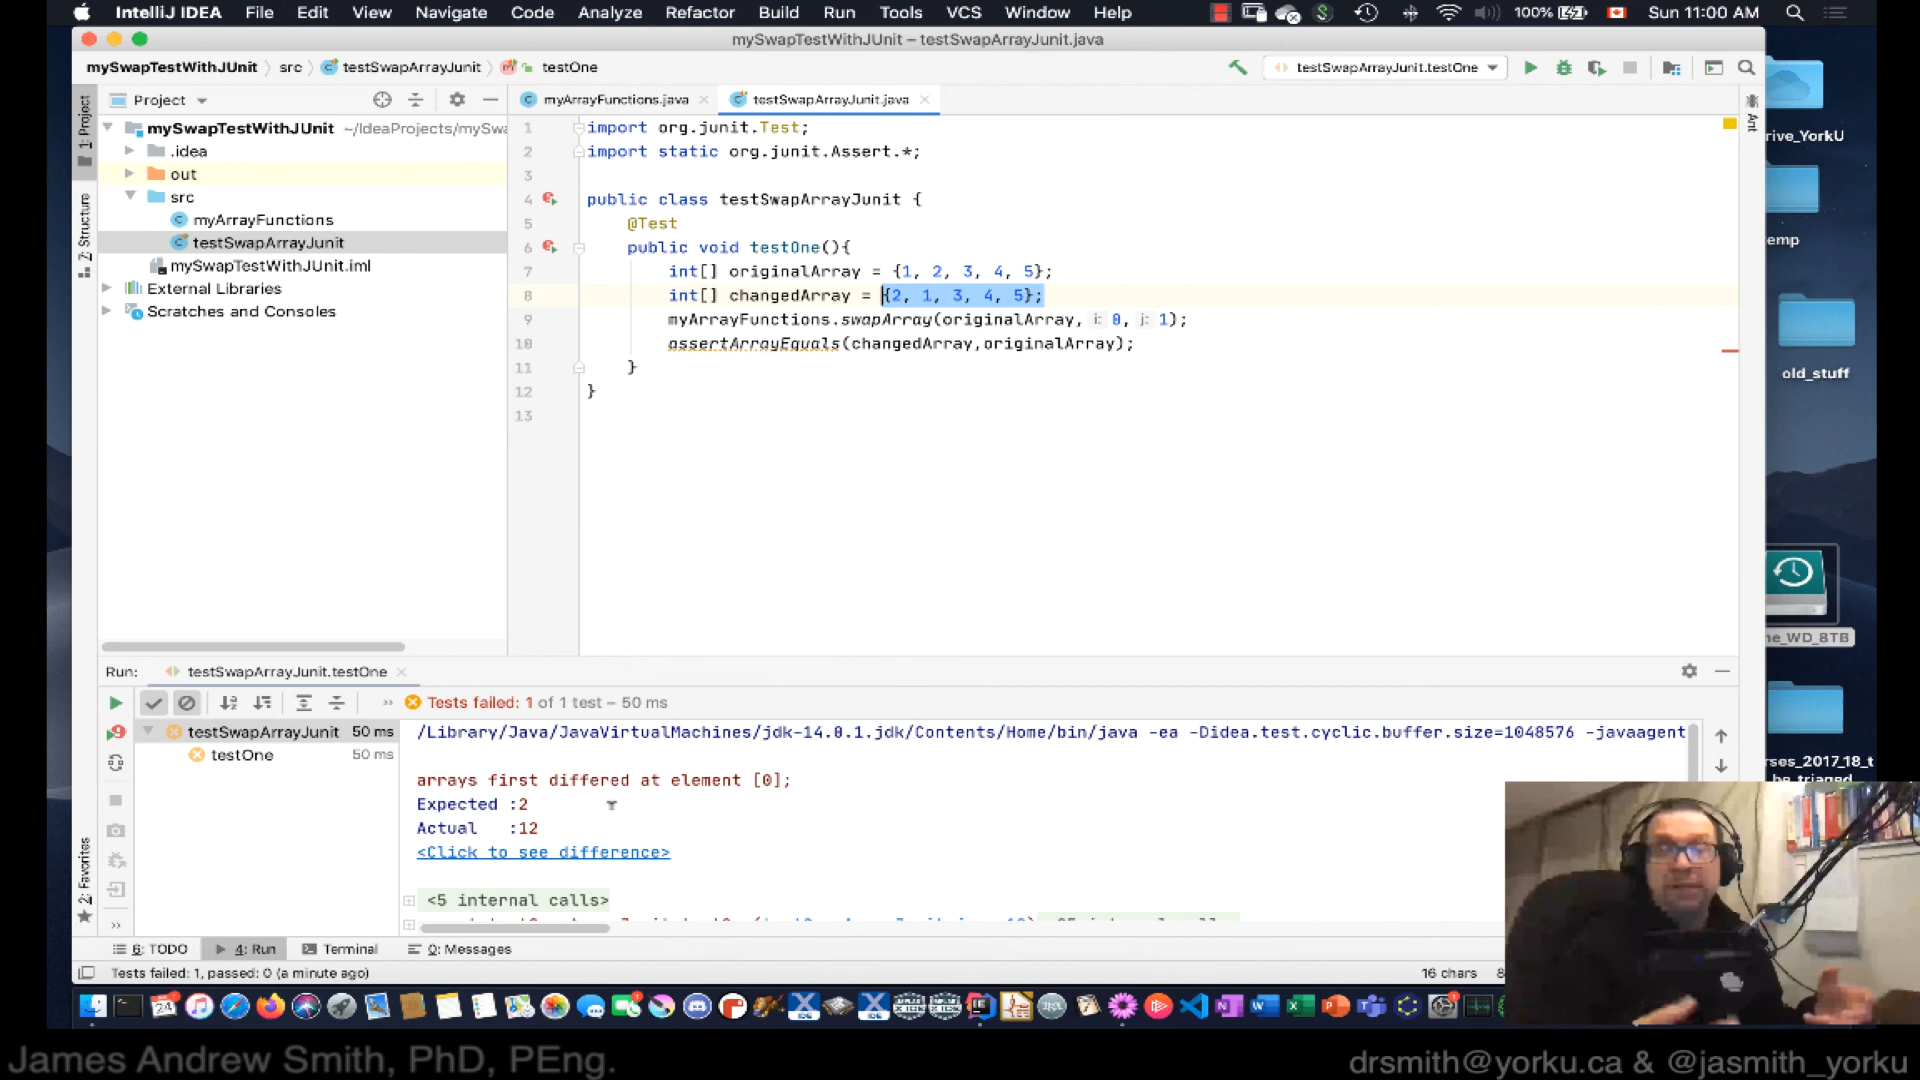 IntelliJ IDEA File Edit View Navigate Code Analyze Refactor Build Run Tools VCS Window Help 100% Sun 11:00 AM
mySwapTestWithJUnit – testSwapArrayJunit.java
mySwapTestWithJUnit src testSwapArrayJunit testOne testSwapArrayJunit.testOne
1: Project
Project
myArrayFunctions.java testSwapArrayJunit.java
Ant
mySwapTestWithJUnit ~/IdeaProjects/mySwa
.idea
out
src
myArrayFunctions
testSwapArrayJunit
mySwapTestWithJUnit.iml
External Libraries
Scratches and Consoles
7: Structure
1 import org.junit.Test;
2 import static org.junit.Assert.*;
3
4 public class testSwapArrayJunit {
5 @Test
6 public void testOne(){
7 int[] originalArray = {1, 2, 3, 4, 5};
8 int[] changedArray = {2, 1, 3, 4, 5};
9 myArrayFunctions.swapArray(originalArray, i: 0, j: 1);
10 assertArrayEquals(changedArray,originalArray);
11 }
12 }
13
rive_YorkU
emp
old_stuff
ne_WD_8TB
rses_2017_18_t
Run: testSwapArrayJunit.testOne
Tests failed: 1 of 1 test – 50 ms
testSwapArrayJunit 50 ms
testOne 50 ms
/Library/Java/JavaVirtualMachines/jdk-14.0.1.jdk/Contents/Home/bin/java -ea -Didea.test.cyclic.buffer.size=1048576 -javaagent
arrays first differed at element [0];
Expected :2
Actual :12
<Click to see difference>
<5 internal calls>
2: Favorites
6: TODO 4: Run Terminal 0: Messages
Tests failed: 1, passed: 0 (a minute ago) 16 chars
James Andrew Smith, PhD, PEng.
drsmith@yorku.ca & @jasmith_yorku